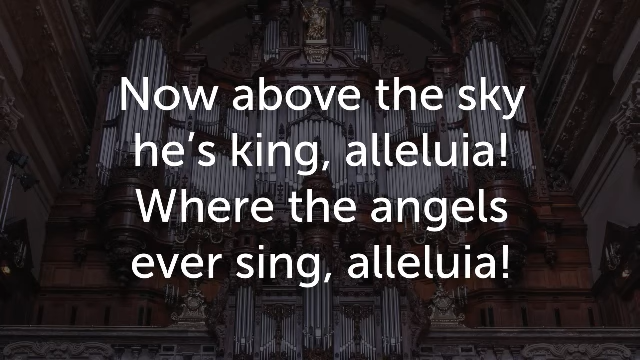 Now above the sky
he’s king, alleluia!
Where the angels
ever sing, alleluia!